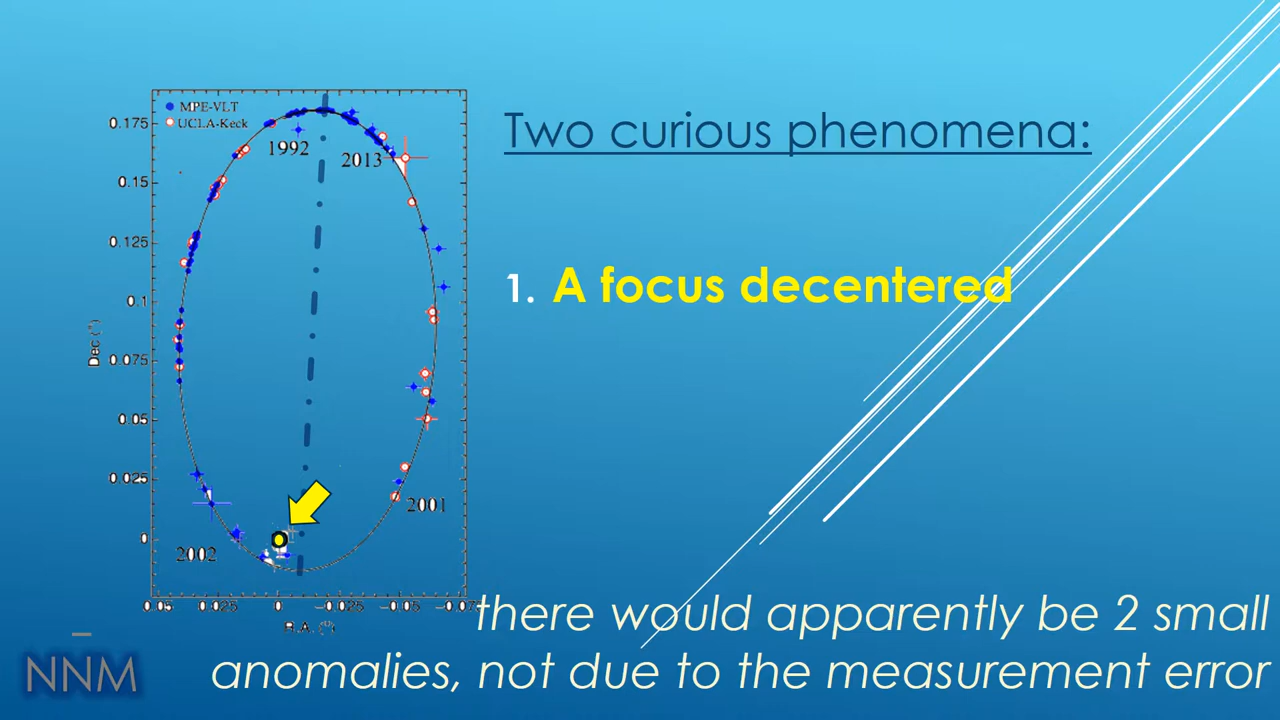 MPE-VLT
UCLA-Keck
0.175
1992
2013
0.15
0.125
0.1
Dec (")
0.075
0.05
0.025
2001
0
2002
0.05 0.025 0 -0.025 -0.05 -0.07
R.A. (")
Two curious phenomena:
1. A focus decentered
there would apparently be 2 small
anomalies, not due to the measurement error
NNM